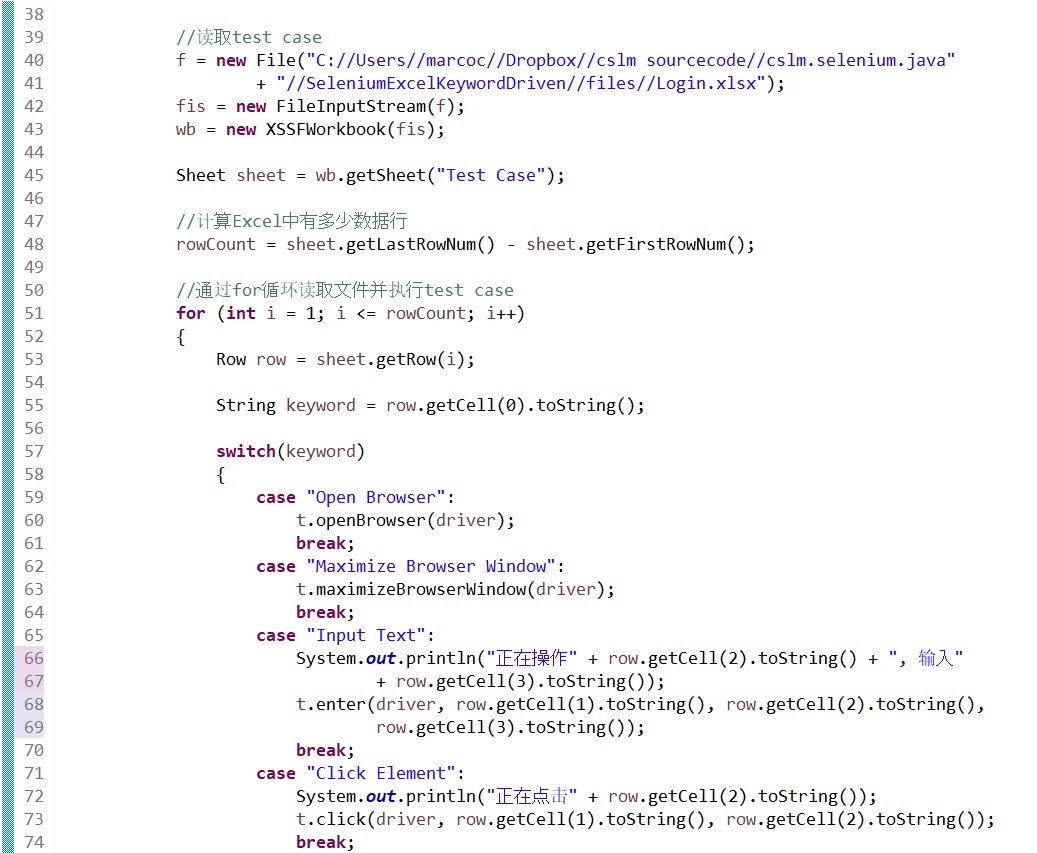 38
39 //读取test case
40 f = new File("C://Users//marcoc//Dropbox//cslm sourcecode//cslm.selenium.java"
41 + "//SeleniumExcelKeywordDriven//files//Login.xlsx");
42 fis = new FileInputStream(f);
43 wb = new XSSFWorkbook(fis);
44
45 Sheet sheet = wb.getSheet("Test Case");
46
47 //计算Excel中有多少数据行
48 rowCount = sheet.getLastRowNum() - sheet.getFirstRowNum();
49
50 //通过for循环读取文件并执行test case
51 for (int i = 1; i <= rowCount; i++)
52 {
53 Row row = sheet.getRow(i);
54
55 String keyword = row.getCell(0).toString();
56
57 switch(keyword)
58 {
59 case "Open Browser":
60 t.openBrowser(driver);
61 break;
62 case "Maximize Browser Window":
63 t.maximizeBrowserWindow(driver);
64 break;
65 case "Input Text":
66 System.out.println("正在操作" + row.getCell(2).toString() + ", 输入"
67 + row.getCell(3).toString());
68 t.enter(driver, row.getCell(1).toString(), row.getCell(2).toString(),
69 row.getCell(3).toString());
70 break;
71 case "Click Element":
72 System.out.println("正在点击" + row.getCell(2).toString());
73 t.click(driver, row.getCell(1).toString(), row.getCell(2).toString());
74 break;